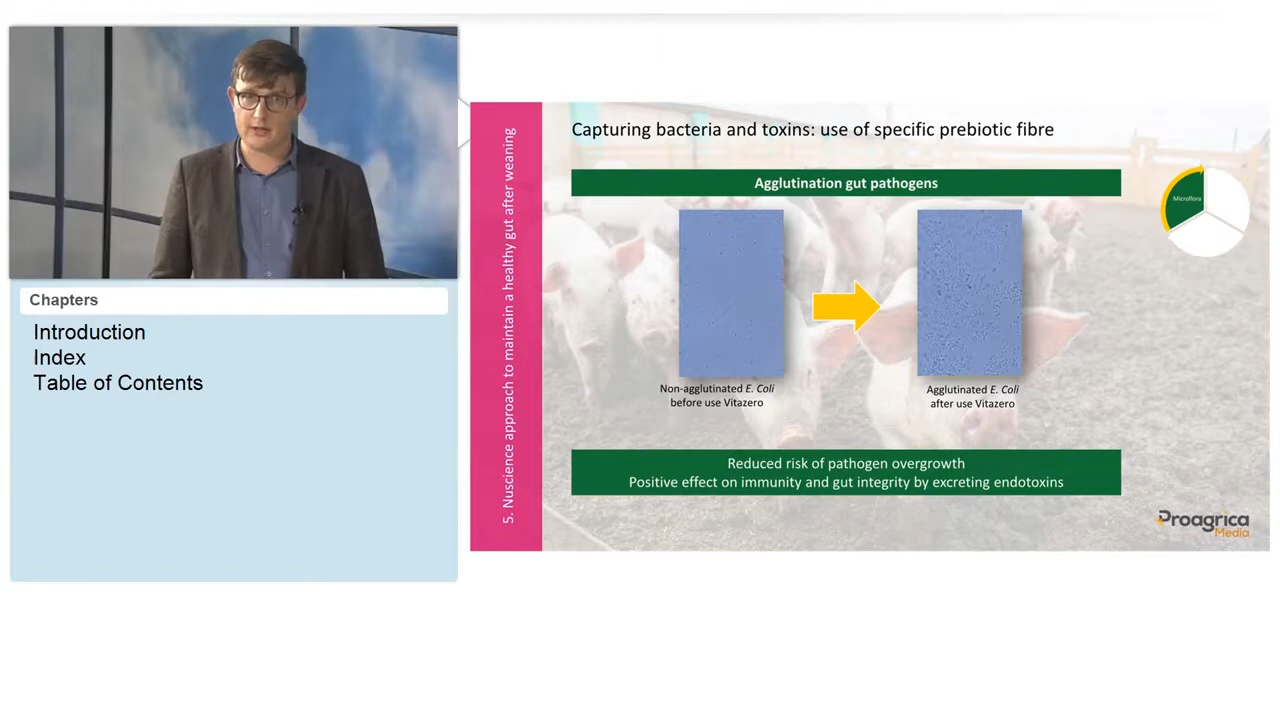 Chapters
Introduction
Index
Table of Contents
5. Nuscience approach to maintain a healthy gut after weaning
Capturing bacteria and toxins: use of specific prebiotic fibre
Agglutination gut pathogens
Microflora
Non-agglutinated E. Coli
before use Vitazero
Agglutinated E. Coli
after use Vitazero
Reduced risk of pathogen overgrowth
Positive effect on immunity and gut integrity by excreting endotoxins
Proagrica
Media